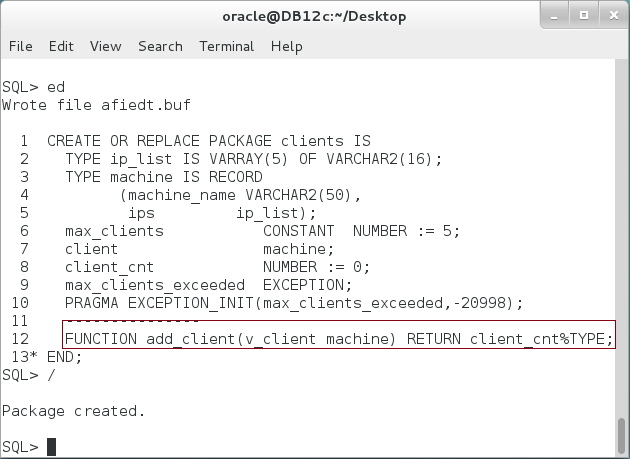 oracle@DB12c:~/Desktop
File Edit View Search Terminal Help
SQL> ed
Wrote file afiedt.buf
1 CREATE OR REPLACE PACKAGE clients IS
2 TYPE ip_list IS VARRAY(5) OF VARCHAR2(16);
3 TYPE machine IS RECORD
4 (machine_name VARCHAR2(50),
5 ips ip_list);
6 max_clients CONSTANT NUMBER := 5;
7 client machine;
8 client_cnt NUMBER := 0;
9 max_clients_exceeded EXCEPTION;
10 PRAGMA EXCEPTION_INIT(max_clients_exceeded,-20998);
11 ---------------
12 FUNCTION add_client(v_client machine) RETURN client_cnt%TYPE;
13* END;
SQL> /
Package created.
SQL>